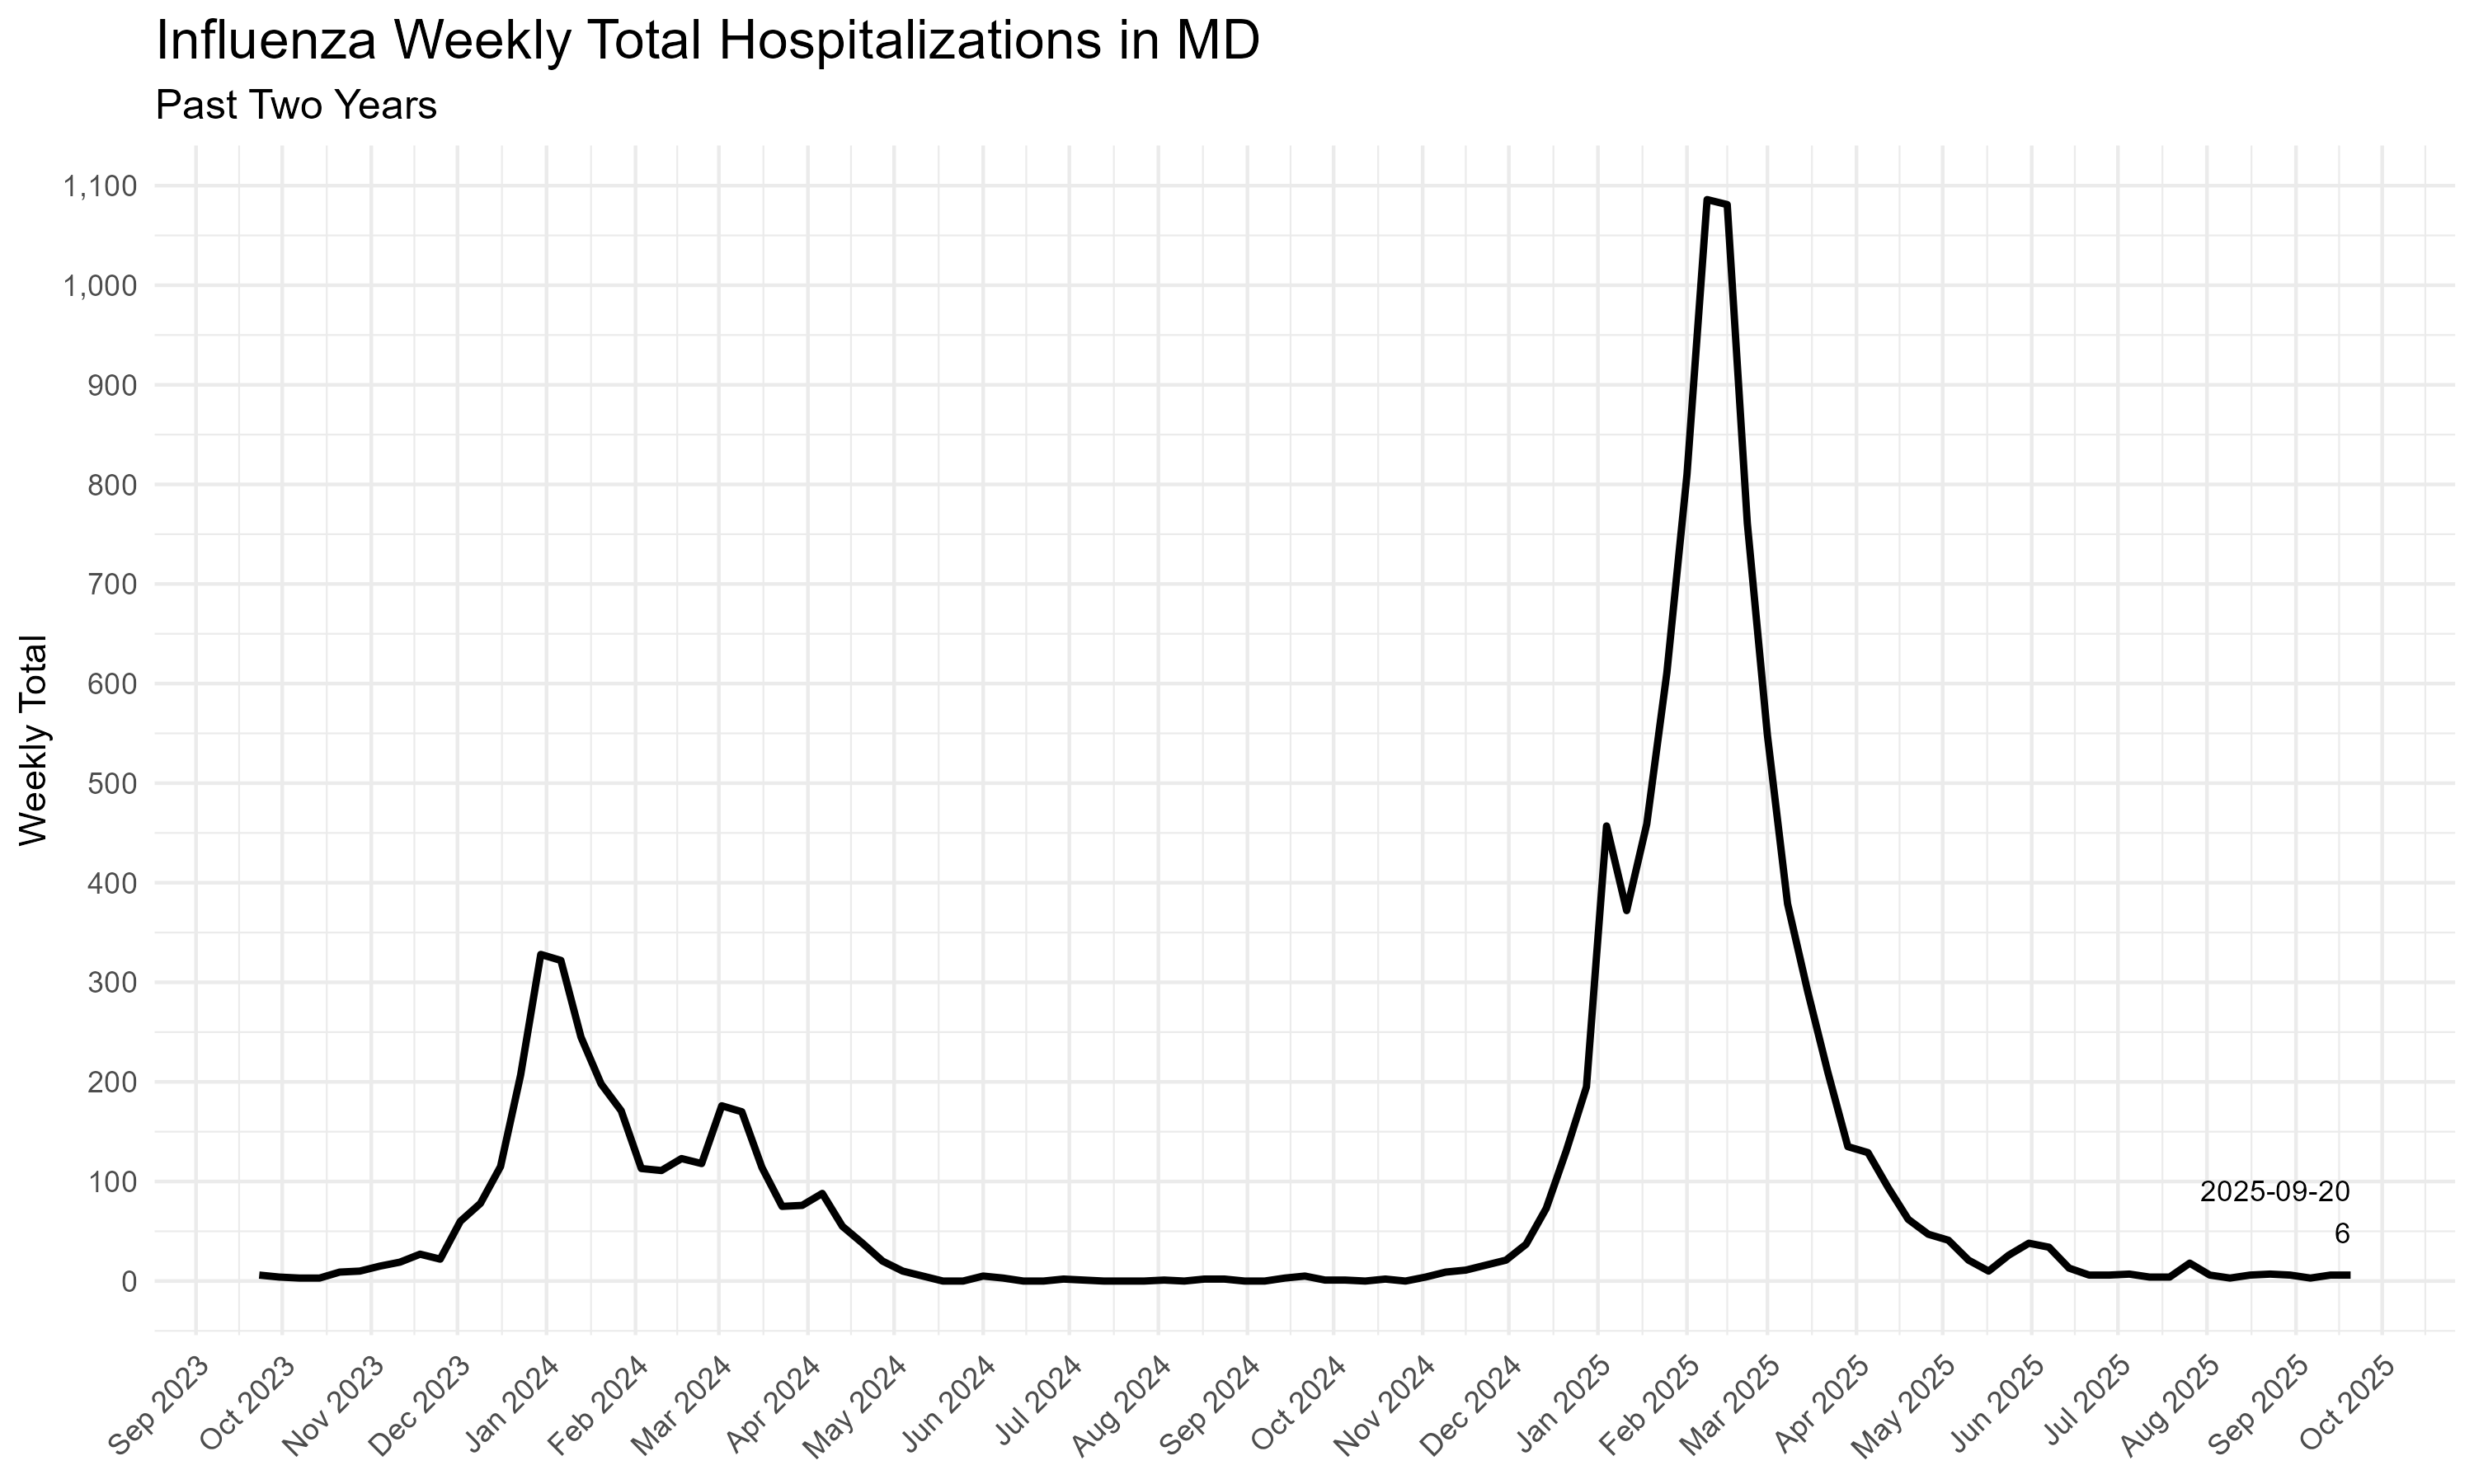 Influenza Weekly Total Hospitalizations in MD
Past Two Years
Weekly Total
1,100
1,000
900
800
700
600
500
400
300
200
100
0
2025-09-20
6
Sep 2023
Oct 2023
Nov 2023
Dec 2023
Jan 2024
Feb 2024
Mar 2024
Apr 2024
May 2024
Jun 2024
Jul 2024
Aug 2024
Sep 2024
Oct 2024
Nov 2024
Dec 2024
Jan 2025
Feb 2025
Mar 2025
Apr 2025
May 2025
Jun 2025
Jul 2025
Aug 2025
Sep 2025
Oct 2025